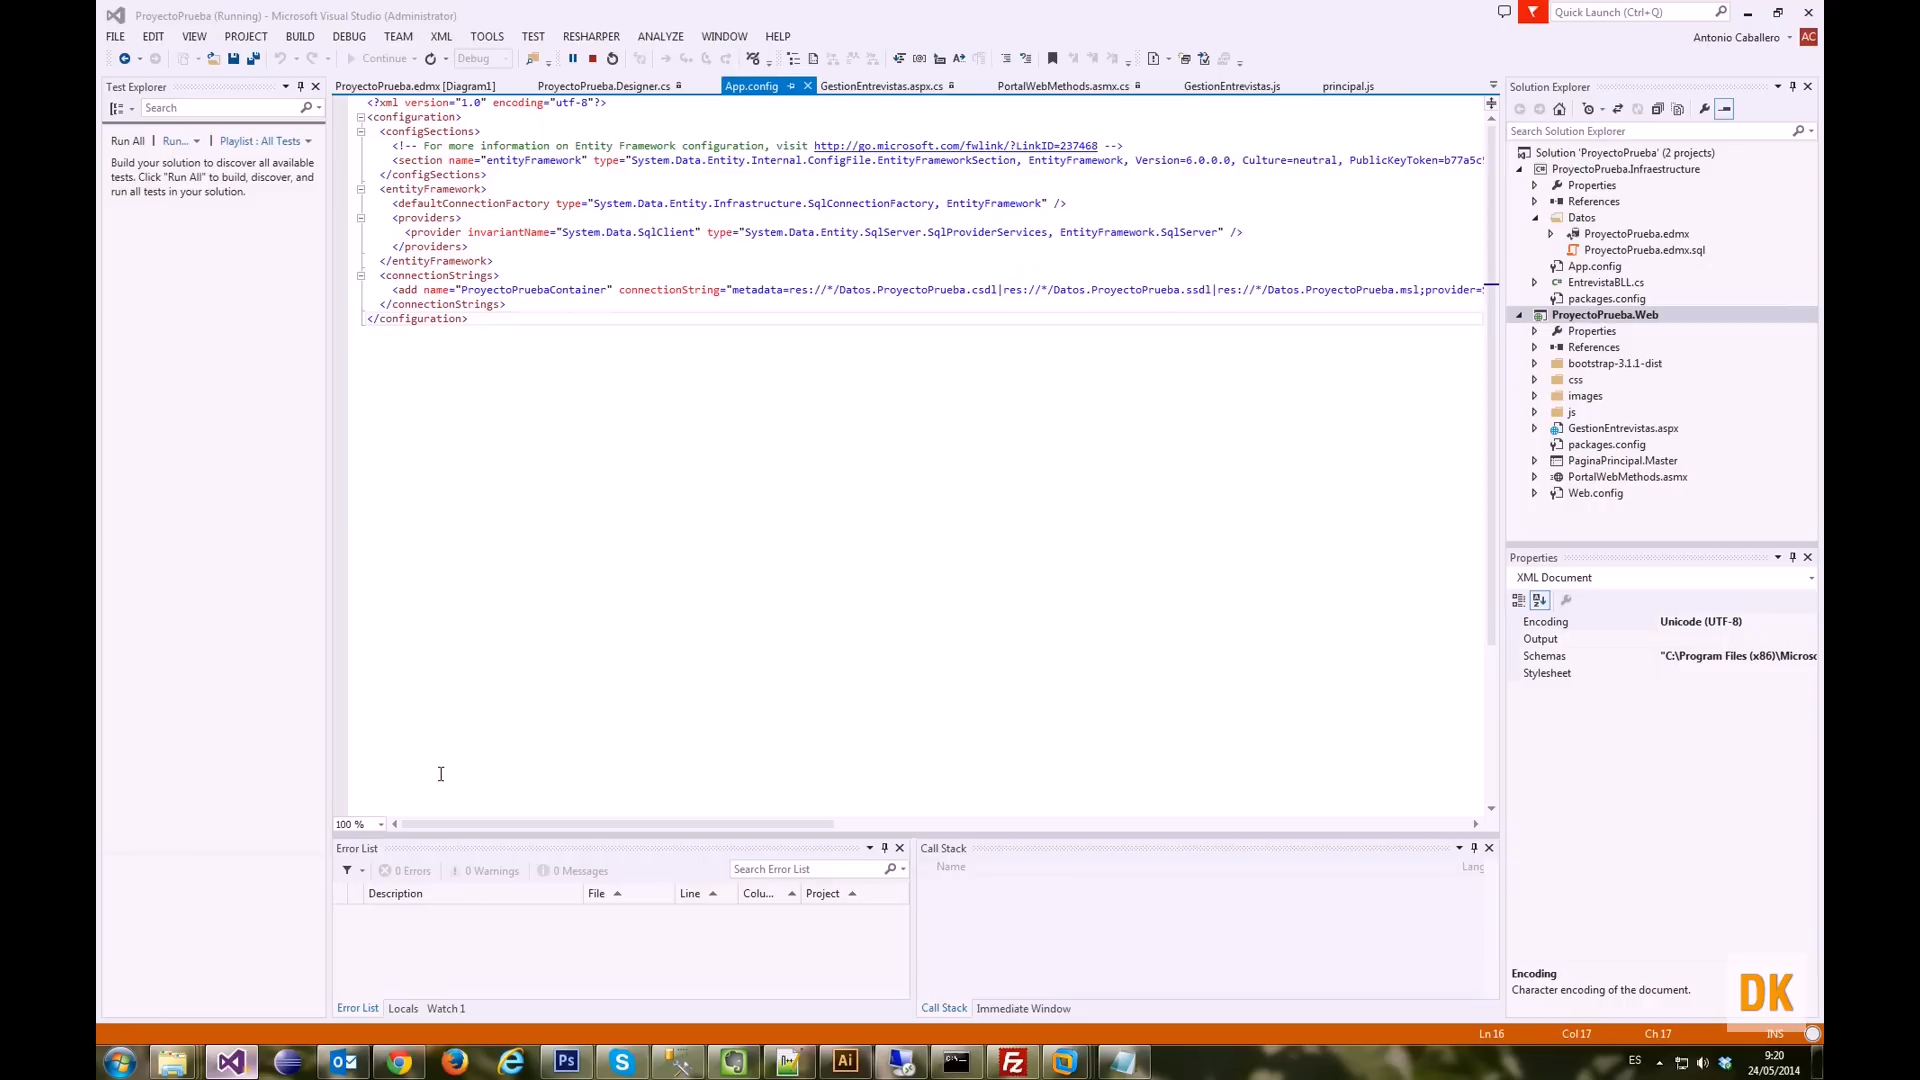 ProyectoPrueba (Running) - Microsoft Visual Studio (Administrator)
Quick Launch (Ctrl+Q)
FILE EDIT VIEW PROJECT BUILD DEBUG TEAM XML TOOLS TEST RESHARPER ANALYZE WINDOW HELP
Antonio Caballero AC
Continue Debug
Test Explorer
Search
Run All Run... Playlist : All Tests
Build your solution to discover all available
tests. Click "Run All" to build, discover, and
run all tests in your solution.
ProyectoPrueba.edmx [Diagram1] ProyectoPrueba.Designer.cs App.config GestionEntrevistas.aspx.cs PortalWebMethods.asmx.cs GestionEntrevistas.js principal.js
<?xml version="1.0" encoding="utf-8"?>
<configuration>
<configSections>
<!-- For more information on Entity Framework configuration, visit http://go.microsoft.com/fwlink/?LinkID=237468 -->
<section name="entityFramework" type="System.Data.Entity.Internal.ConfigFile.EntityFrameworkSection, EntityFramework, Version=6.0.0.0, Culture=neutral, PublicKeyToken=b77a5c5
</configSections>
<entityFramework>
<defaultConnectionFactory type="System.Data.Entity.Infrastructure.SqlConnectionFactory, EntityFramework" />
<providers>
<provider invariantName="System.Data.SqlClient" type="System.Data.Entity.SqlServer.SqlProviderServices, EntityFramework.SqlServer" />
</providers>
</entityFramework>
<connectionStrings>
<add name="ProyectoPruebaContainer" connectionString="metadata=res://*/Datos.ProyectoPrueba.csdl|res://*/Datos.ProyectoPrueba.ssdl|res://*/Datos.ProyectoPrueba.msl;provider=
</connectionStrings>
</configuration>
100 %
Error List
0 Errors 0 Warnings 0 Messages Search Error List
Description File Line Colu... Project
Error List Locals Watch 1
Call Stack
Name Lang
Call Stack Immediate Window
Solution Explorer
Search Solution Explorer
Solution 'ProyectoPrueba' (2 projects)
ProyectoPrueba.Infraestructure
Properties
References
Datos
ProyectoPrueba.edmx
ProyectoPrueba.edmx.sql
App.config
EntrevistaBLL.cs
packages.config
ProyectoPrueba.Web
Properties
References
bootstrap-3.1.1-dist
css
images
js
GestionEntrevistas.aspx
packages.config
PaginaPrincipal.Master
PortalWebMethods.asmx
Web.config
Properties
XML Document
Encoding Unicode (UTF-8)
Output
Schemas "C:\Program Files (x86)\Microso
Stylesheet
Encoding
Character encoding of the document.
DK
Ln 16 Col 17 Ch 17 INS
Ps Ai Fz
ES
9:20
24/05/2014